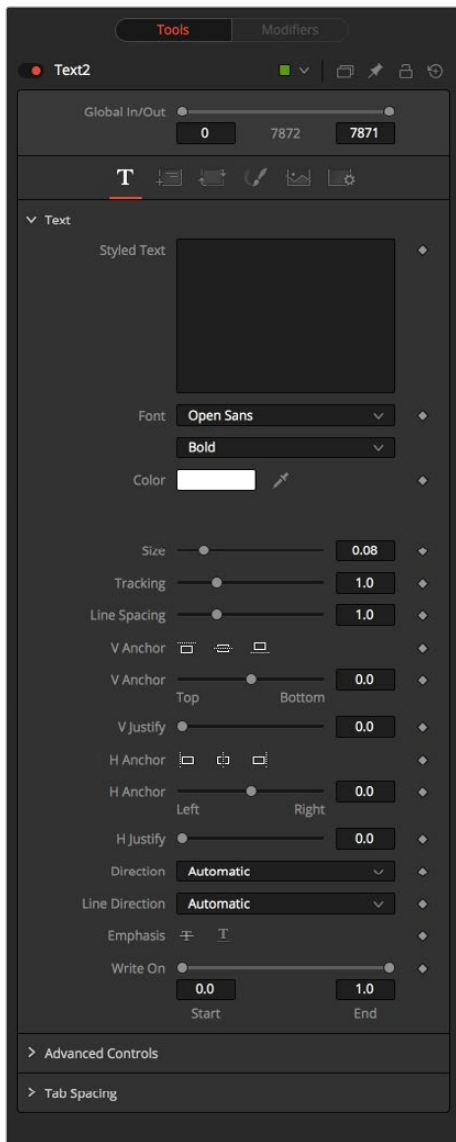 Tools Modifiers
Text2
Global In/Out
0 7872 7871
T
Text
Styled Text
Font Open Sans
Bold
Color
Size 0.08
Tracking 1.0
Line Spacing 1.0
V Anchor
V Anchor 0.0
Top Bottom
V Justify 0.0
H Anchor
H Anchor 0.0
Left Right
H Justify 0.0
Direction Automatic
Line Direction Automatic
Emphasis T T
Write On
0.0 1.0
Start End
Advanced Controls
Tab Spacing